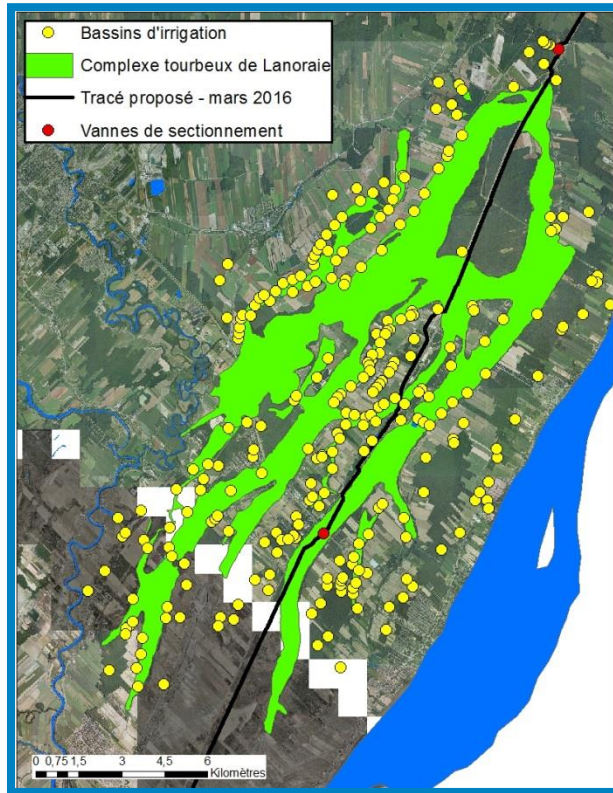 Bassins d'irrigation
Complexe tourbeux de Lanoraie
Tracé proposé - mars 2016
Vannes de sectionnement
0 0,75 1,5 3 4,5 6
Kilomètres